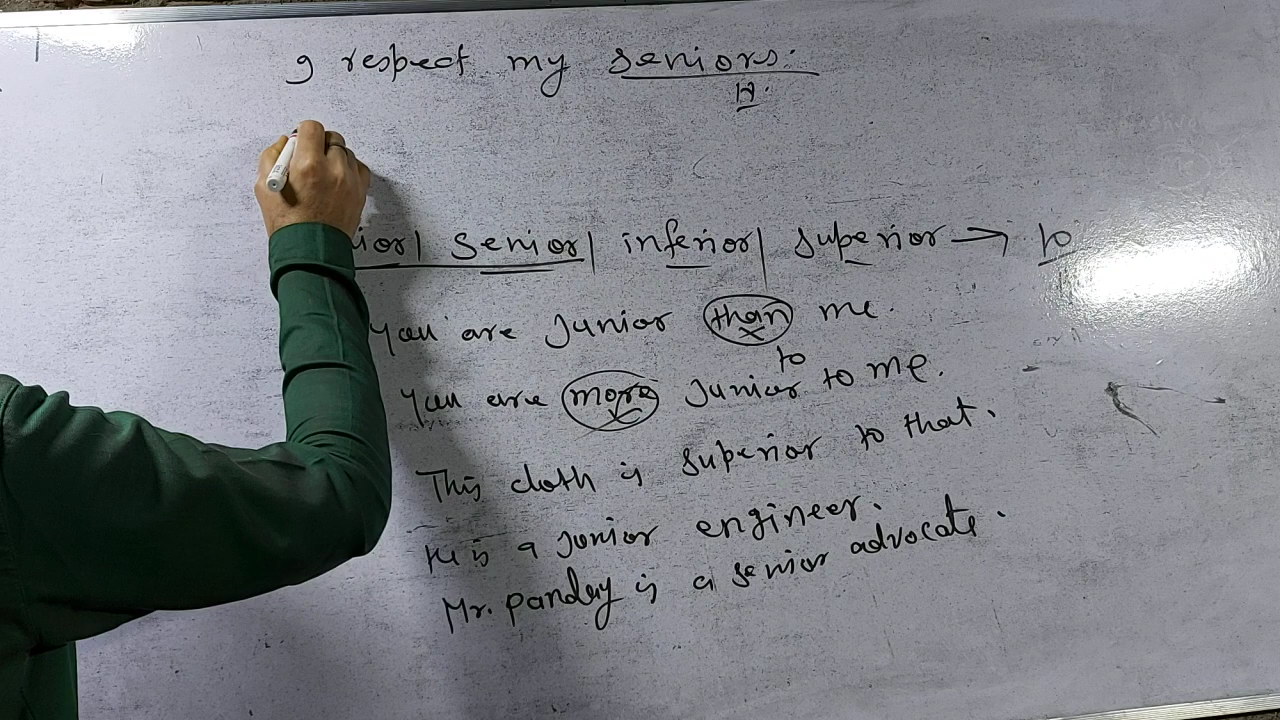 I respect my seniors.
N.
ior| senior| inferior| superior → to
You are Junior than me.
to
You are more Junior to me.
This cloth is superior to that.
He is a Junior engineer.
Mr. pandey is a senior advocate.